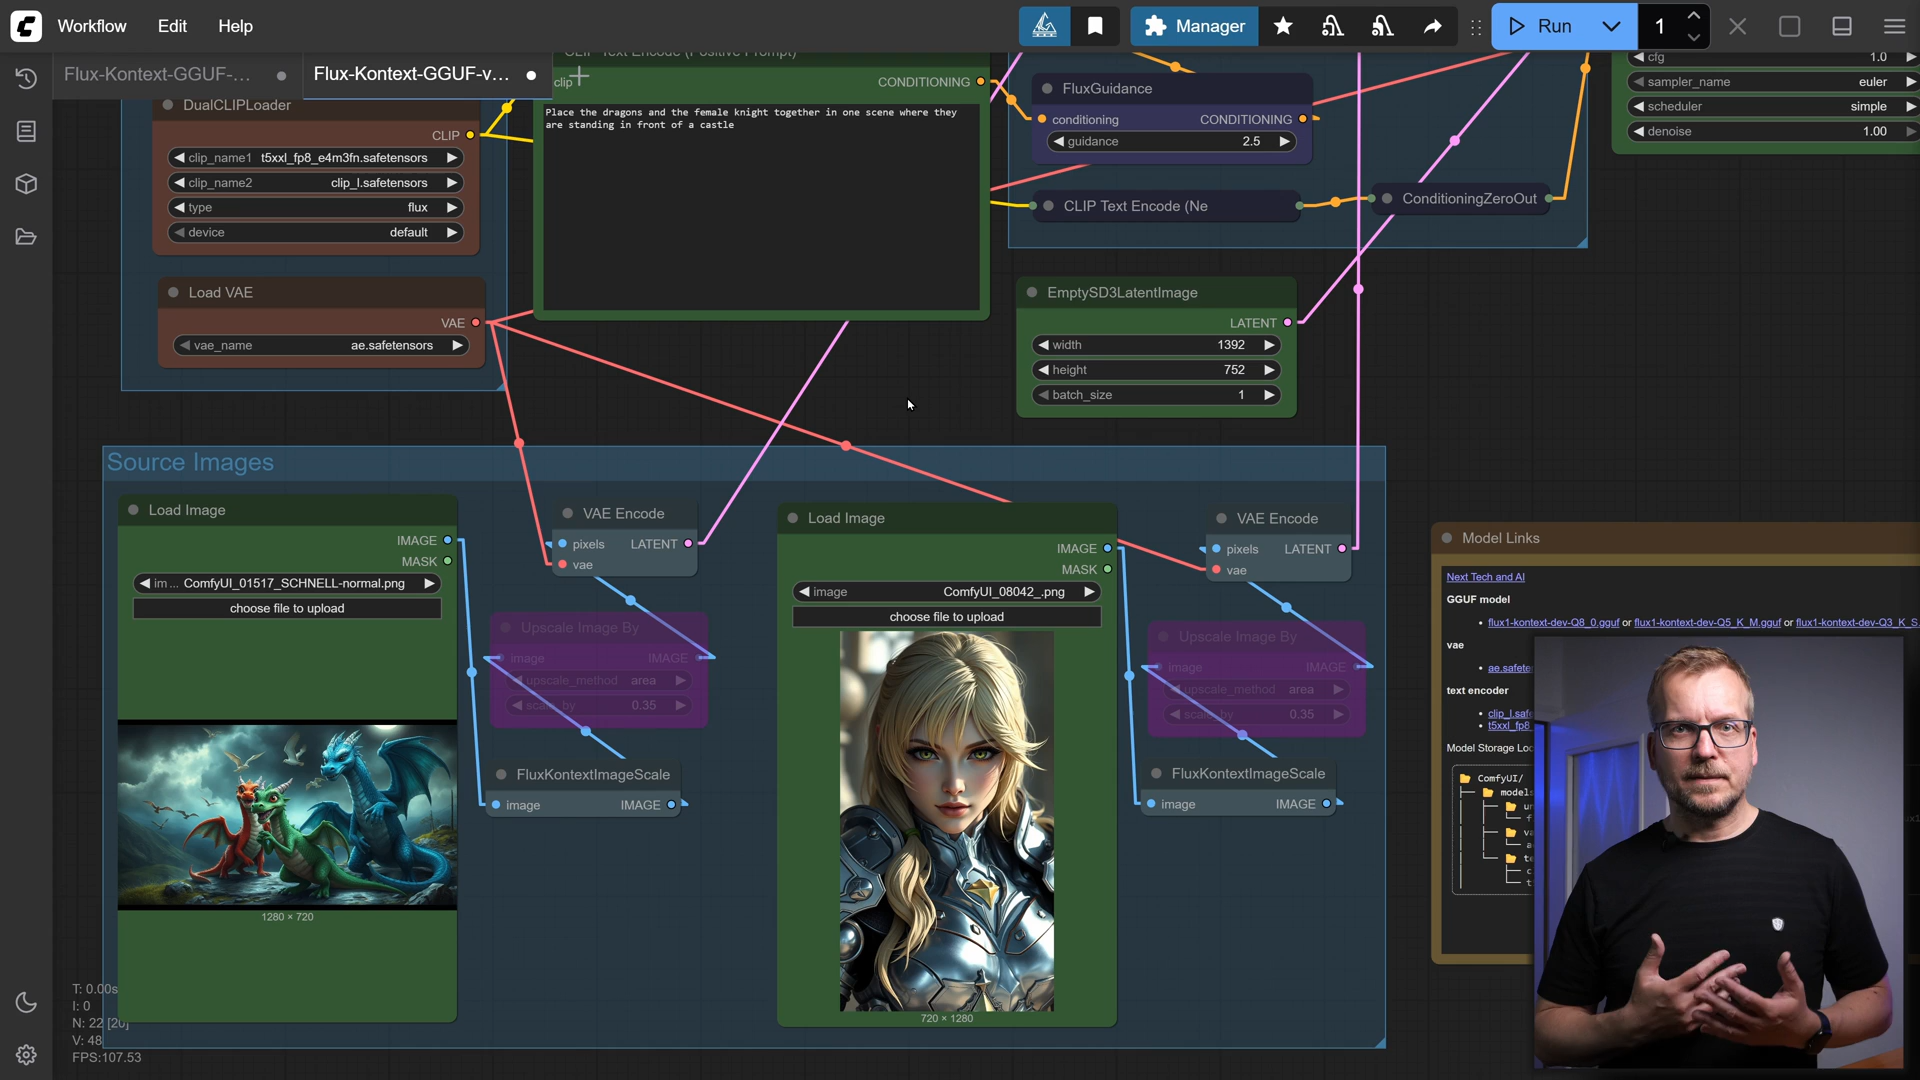 Workflow
Edit
Help
Manager
Run
1
Flux-Kontext-GGUF-...
Flux-Kontext-GGUF-v...
clip
CONDITIONING
Place the dragons and the female knight together in one scene where they
are standing in front of a castle
DualCLIPLoader
CLIP
clip_name1 t5xxl_fp8_e4m3fn.safetensors
clip_name2 clip_l.safetensors
type flux
device default
Load VAE
VAE
vae_name ae.safetensors
FluxGuidance
conditioning CONDITIONING
guidance 2.5
CLIP Text Encode (Ne
ConditioningZeroOut
cfg 1.0
sampler_name euler
scheduler simple
denoise 1.00
EmptySD3LatentImage
LATENT
width 1392
height 752
batch_size 1
Source Images
Load Image
IMAGE
MASK
im ... ComfyUI_01517_SCHNELL-normal.png
choose file to upload
1280 × 720
VAE Encode
pixels LATENT
vae
Upscale Image By
image IMAGE
upscale_method area
scale_by 0.35
FluxKontextImageScale
image IMAGE
Load Image
IMAGE
MASK
image ComfyUI_08042_.png
choose file to upload
720 × 1280
VAE Encode
pixels LATENT
vae
Upscale Image By
image IMAGE
upscale_method area
scale_by 0.35
FluxKontextImageScale
image IMAGE
Model Links
Next Tech and AI
GGUF model
• flux1-kontext-dev-Q8_0.gguf or flux1-kontext-dev-Q5_K_M.gguf or flux1-kontext-dev-Q3_K_S.
vae
• ae.safete
text encoder
• clip_l.saf
• t5xxl_fp8
Model Storage Loc
ComfyUI/
models
T: 0.00s
I: 0
N: 22 [20]
V: 48
FPS:107.53